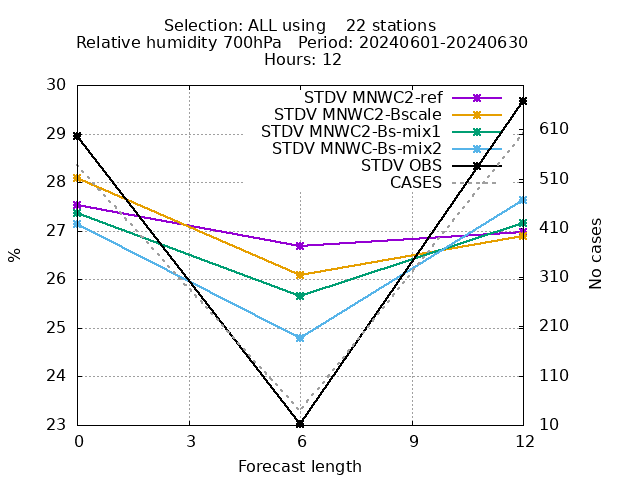 Selection: ALL using 22 stations
Relative humidity 700hPa Period: 20240601-20240630
Hours: 12
STDV MNWC2-ref
STDV MNWC2-Bscale
STDV MNWC2-Bs-mix1
STDV MNWC-Bs-mix2
STDV OBS
CASES
30
29
28
27
26
25
24
23
%
610
510
410
310
210
110
10
No cases
0 3 6 9 12
Forecast length